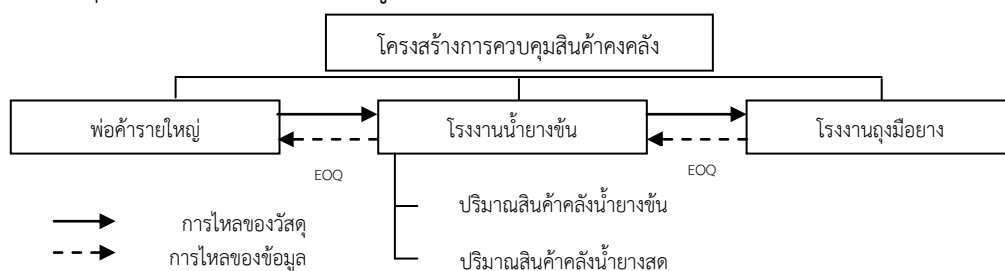 โครงสร้างการควบคุมสินค้าคงคลัง
พ่อค้ารายใหญ่
โรงงานน้ำยางข้น
โรงงานถุงมือยาง
EOQ
EOQ
ปริมาณสินค้าคลังน้ำยางข้น
การไหลของวัสดุ
การไหลของข้อมูล
ปริมาณสินค้าคลังน้ำยางสด